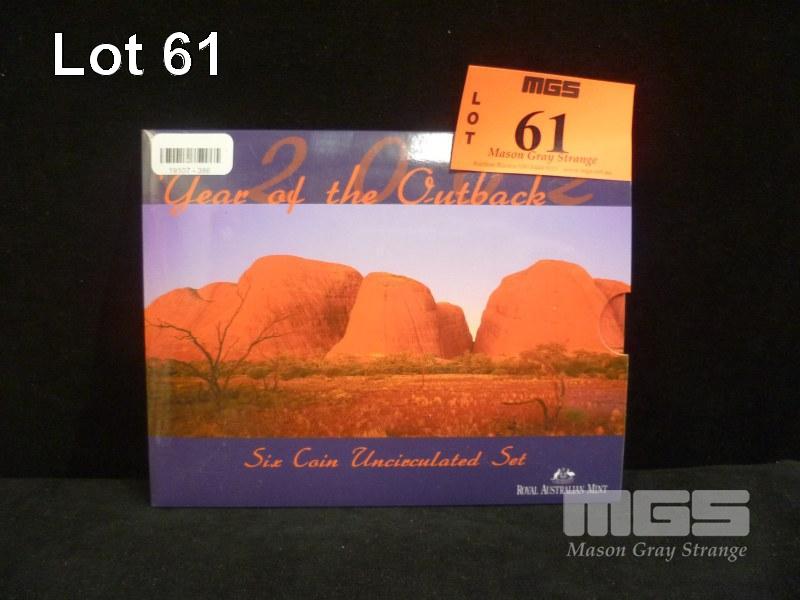 Lot 61
MGS
LOT
61
Mason Gray Strange
2002
Year of the Outback
Six Coin Uncirculated Set
ROYAL AUSTRALIAN MINT
MGS
Mason Gray Strange